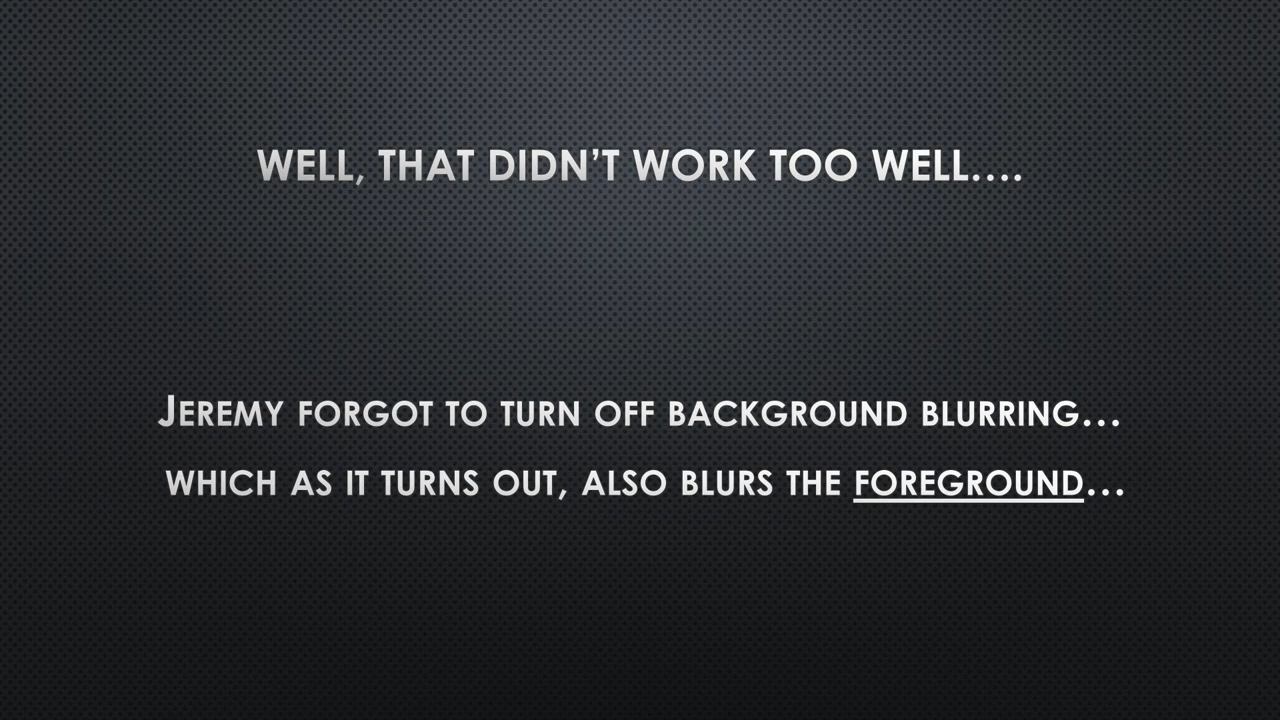 WELL, THAT DIDN’T WORK TOO WELL….
JEREMY FORGOT TO TURN OFF BACKGROUND BLURRING…
WHICH AS IT TURNS OUT, ALSO BLURS THE FOREGROUND…